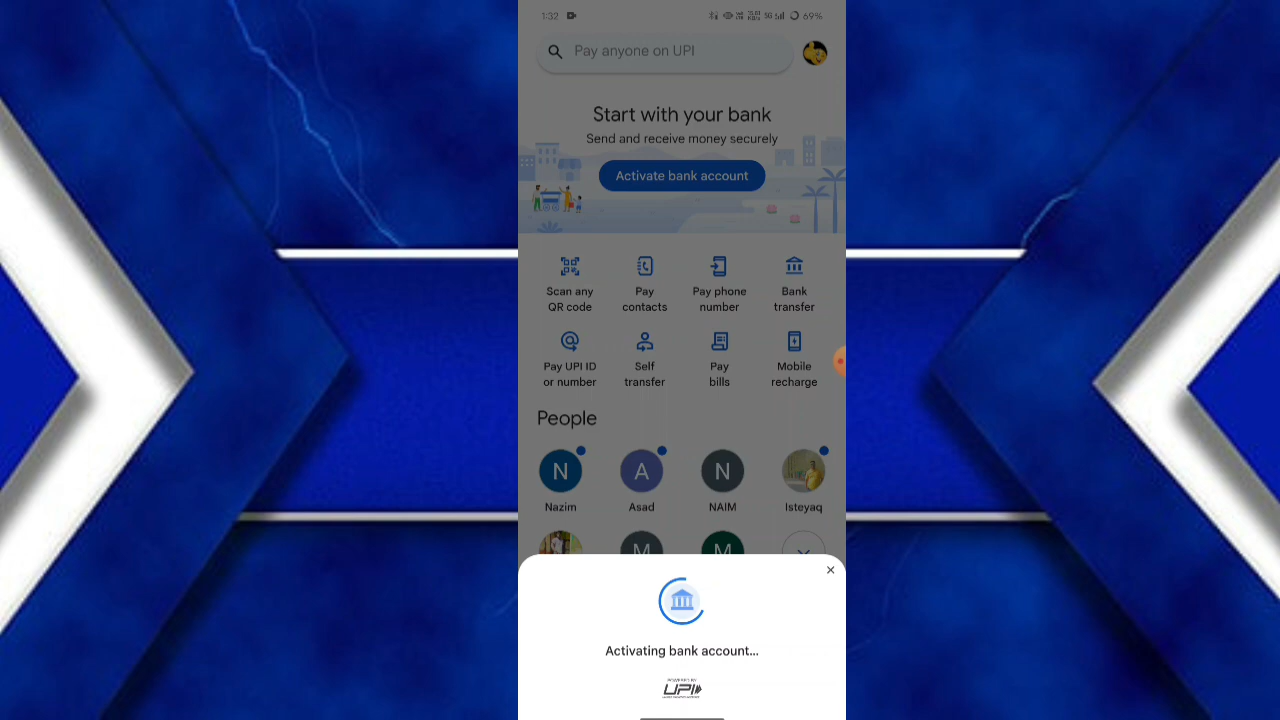 1:32
5G 69%
Pay anyone on UPI
Start with your bank
Send and receive money securely
Activate bank account
Scan any QR code
Pay contacts
Pay phone number
Bank transfer
Pay UPI ID or number
Self transfer
Pay bills
Mobile recharge
People
N
A
N
Nazim
Asad
NAIM
Isteyaq
M
M
Activating bank account...
POWERED BY
UPI